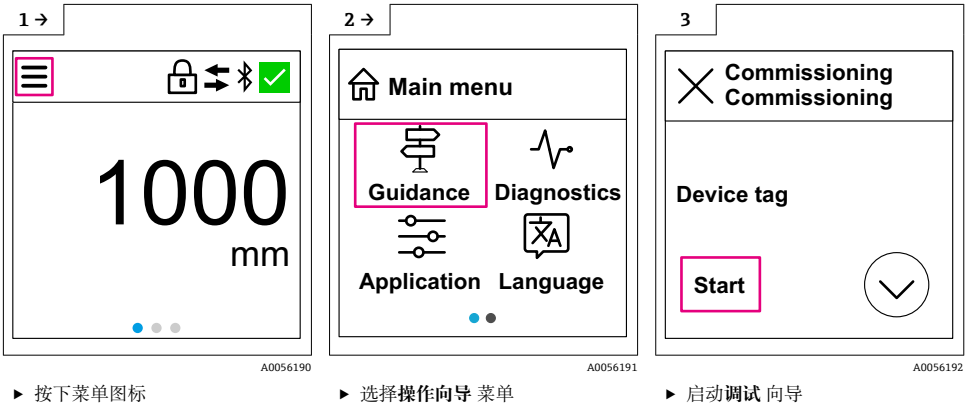 1 →
1000
mm
A0056190
▶ 按下菜单图标
2 →
Main menu
Guidance Diagnostics
Application Language
A0056191
▶ 选择操作向导 菜单
3
Commissioning
Commissioning
Device tag
Start
A0056192
▶ 启动调试 向导